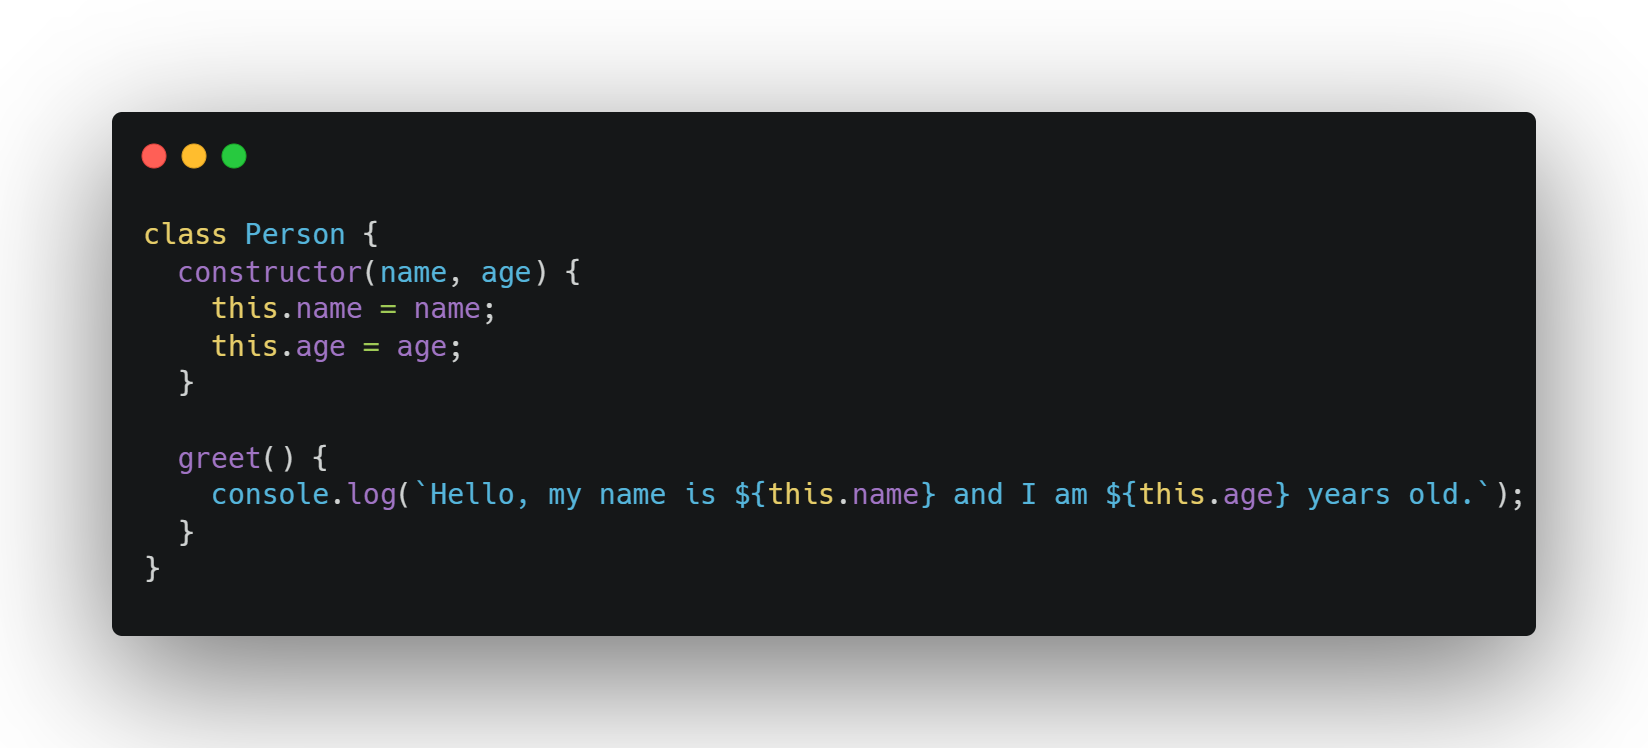 class Person {
  constructor(name, age) {
    this.name = name;
    this.age = age;
  }

  greet() {
    console.log(`Hello, my name is ${this.name} and I am ${this.age} years old.`);
  }
}